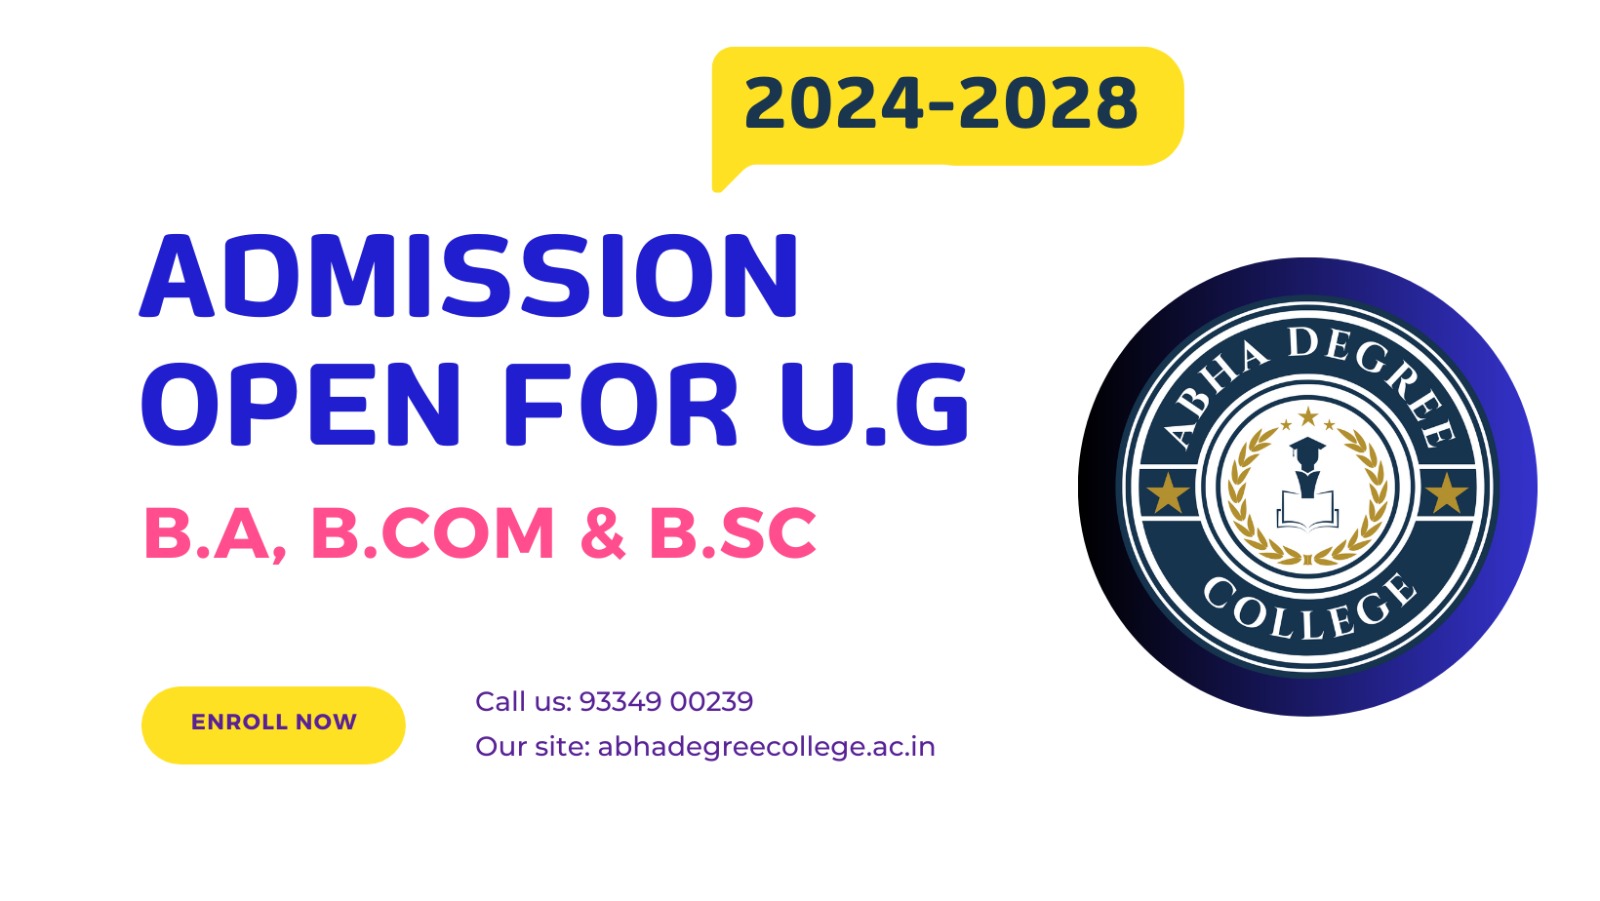 2024-2028
ADMISSION
OPEN FOR U.G
B.A, B.COM & B.SC
ENROLL NOW
Call us: 93349 00239
Our site: abhadegreecollege.ac.in
ABHA DEGREE
COLLEGE